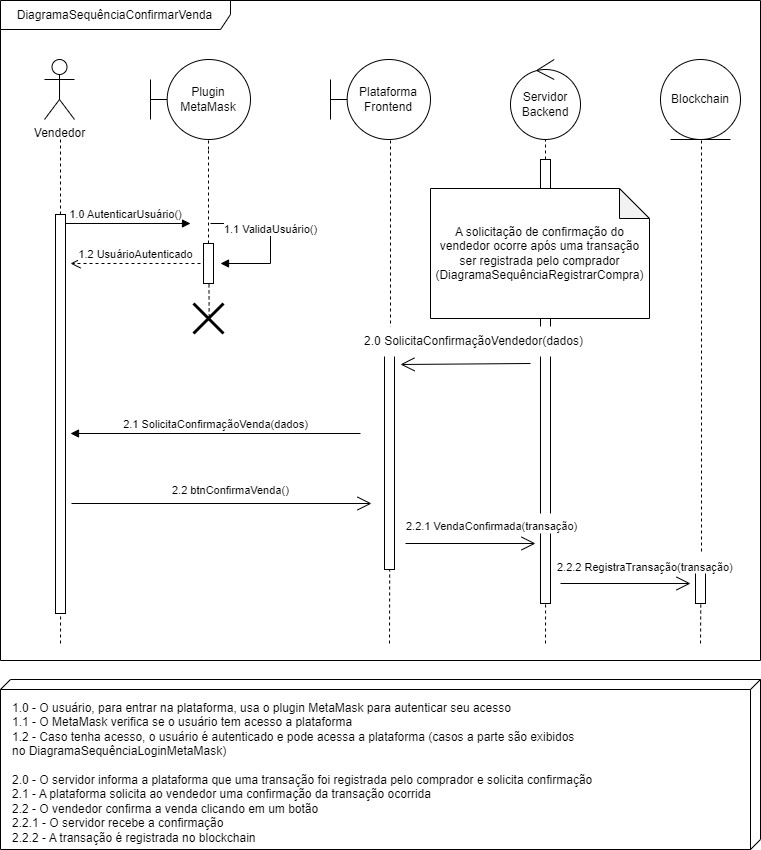 DiagramaSequênciaConfirmarVenda
Vendedor
Plugin
MetaMask
Plataforma
Frontend
Servidor
Backend
Blockchain
1.0 AutenticarUsuário()
1.1 ValidaUsuário()
1.2 UsuárioAutenticado
A solicitação de confirmação do
vendedor ocorre após uma transação
ser registrada pelo comprador
(DiagramaSequênciaRegistrarCompra)
2.0 SolicitaConfirmaçãoVendedor(dados)
2.1 SolicitaConfirmaçãoVenda(dados)
2.2 btnConfirmaVenda()
2.2.1 VendaConfirmada(transação)
2.2.2 RegistraTransação(transação)
1.0 - O usuário, para entrar na plataforma, usa o plugin MetaMask para autenticar seu acesso
1.1 - O MetaMask verifica se o usuário tem acesso a plataforma
1.2 - Caso tenha acesso, o usuário é autenticado e pode acessa a plataforma (casos a parte são exibidos
no DiagramaSequênciaLoginMetaMask)
2.0 - O servidor informa a plataforma que uma transação foi registrada pelo comprador e solicita confirmação
2.1 - A plataforma solicita ao vendedor uma confirmação da transação ocorrida
2.2 - O vendedor confirma a venda clicando em um botão
2.2.1 - O servidor recebe a confirmação
2.2.2 - A transação é registrada no blockchain